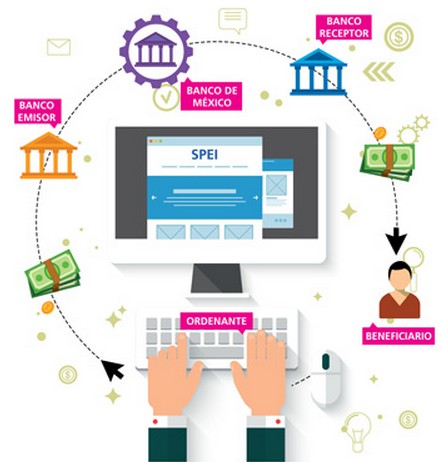 BANCO
RECEPTOR
BANCO DE
MÉXICO
BANCO
EMISOR
SPEI
ORDENANTE
BENEFICIARIO